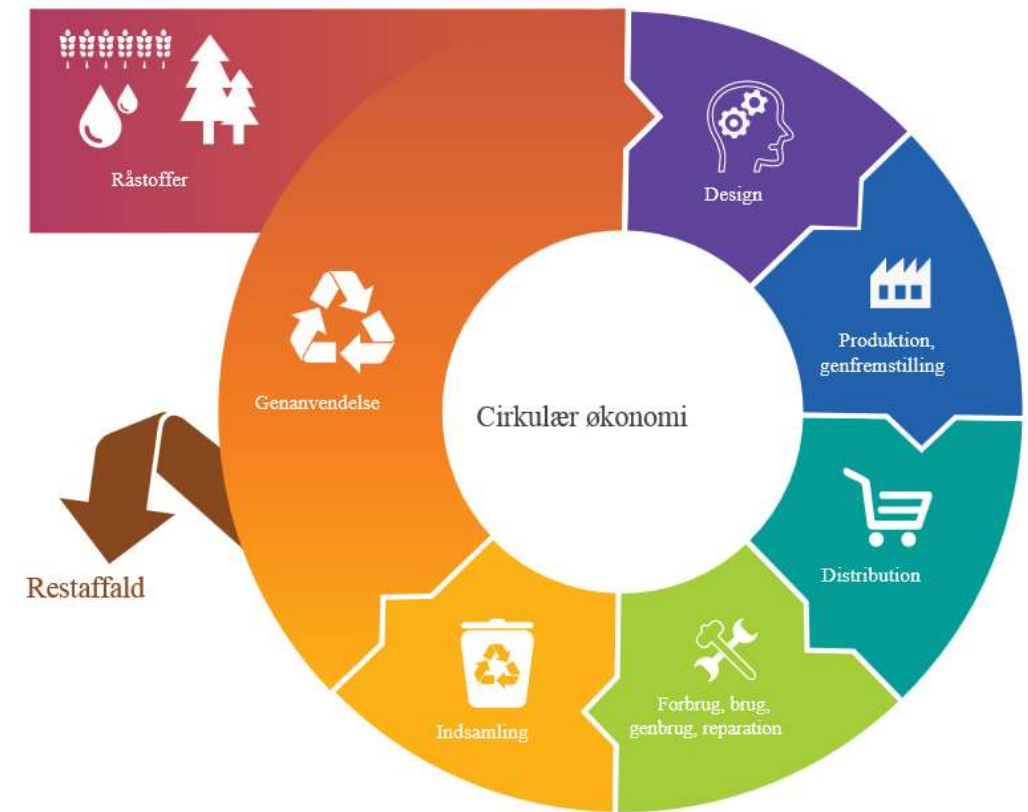 Råstoffer
Design
Produktion,
genfremstilling
Distribution
Forbrug, brug,
genbrug, reparation
Indsamling
Genanvendelse
Restaffald
Cirkulær økonomi